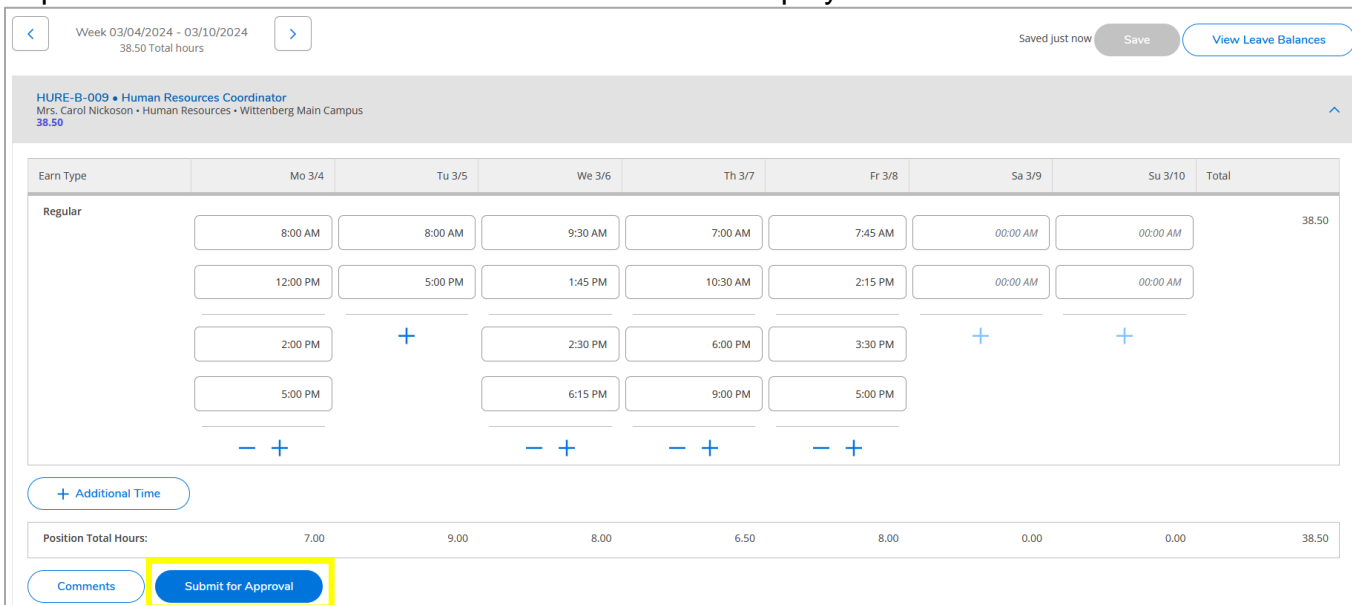 Week 03/04/2024 - 03/10/2024
38.50 Total hours
Saved just now Save View Leave Balances
HURE-B-009 • Human Resources Coordinator
Mrs. Carol Nickoson • Human Resources • Wittenberg Main Campus
38.50
Earn Type Mo 3/4 Tu 3/5 We 3/6 Th 3/7 Fr 3/8 Sa 3/9 Su 3/10 Total
Regular 38.50
8:00 AM 8:00 AM 9:30 AM 7:00 AM 7:45 AM 00:00 AM 00:00 AM
12:00 PM 5:00 PM 1:45 PM 10:30 AM 2:15 PM 00:00 AM 00:00 AM
2:00 PM 2:30 PM 6:00 PM 3:30 PM
5:00 PM 6:15 PM 9:00 PM 5:00 PM
+ Additional Time
Position Total Hours: 7.00 9.00 8.00 6.50 8.00 0.00 0.00 38.50
Comments Submit for Approval